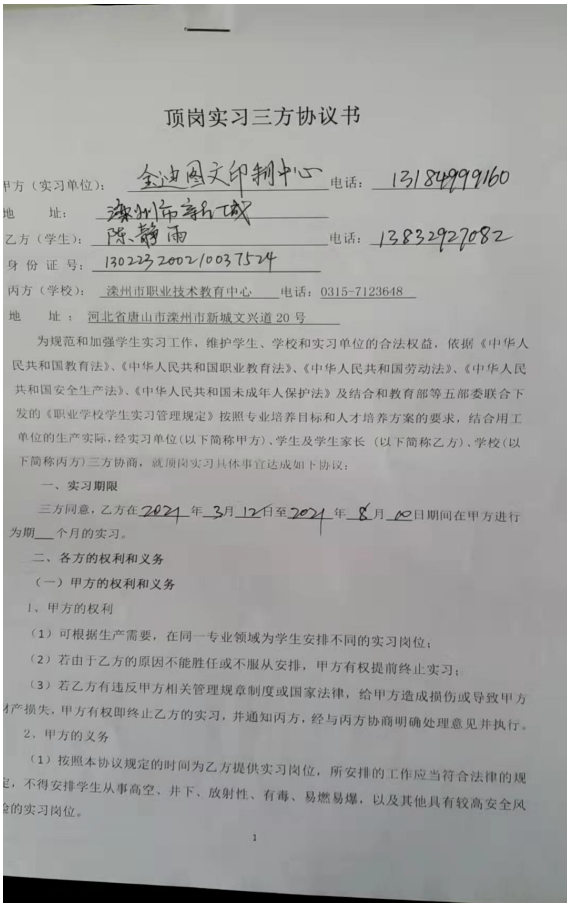 顶岗实习三方协议书
甲方（实习单位）： 金迪图文印制中心 电话： 13184999160
地 址： 滦州市新城
乙方（学生）： 陈静雨 电话： 13832927082
身份证号： 130223200210037524
丙方（学校）： 滦州市职业技术教育中心 电话：0315-7123648
地 址 ： 河北省唐山市滦州市新城文兴道 20 号
为规范和加强学生实习工作，维护学生、学校和实习单位的合法权益，依据《中华人
民共和国教育法》、《中华人民共和国职业教育法》、《中华人民共和国劳动法》、《中华人民
共和国安全生产法》、《中华人民共和国未成年人保护法》及结合和教育部等五部委联合下
发的《职业学校学生实习管理规定》按照专业培养目标和人才培养方案的要求，结合用工
单位的生产实际，经实习单位(以下简称甲方)、学生及学生家长 (以下简称乙方)、学校(以
下简称丙方)三方协商，就顶岗实习具体事宜达成如下协议：
一、实习期限
三方同意，乙方在 2021 年 3月 12日至 2021 年 8月 日期间在甲方进行
为期 个月的实习。
二、各方的权利和义务
（一）甲方的权利和义务
1、甲方的权利
（1）可根据生产需要，在同一专业领域为学生安排不同的实习岗位；
（2）若由于乙方的原因不能胜任或不服从安排，甲方有权提前终止实习；
（3）若乙方有违反甲方相关管理规章制度或国家法律，给甲方造成损伤或导致甲方
财产损失，甲方有权即终止乙方的实习，并通知丙方，经与丙方协商明确处理意见并执行。
2、甲方的义务
（1）按照本协议规定的时间为乙方提供实习岗位，所安排的工作应当符合法律的规
定，不得安排学生从事高空、井下、放射性、有毒、易燃易爆，以及其他具有较高安全风
险的实习岗位。
1